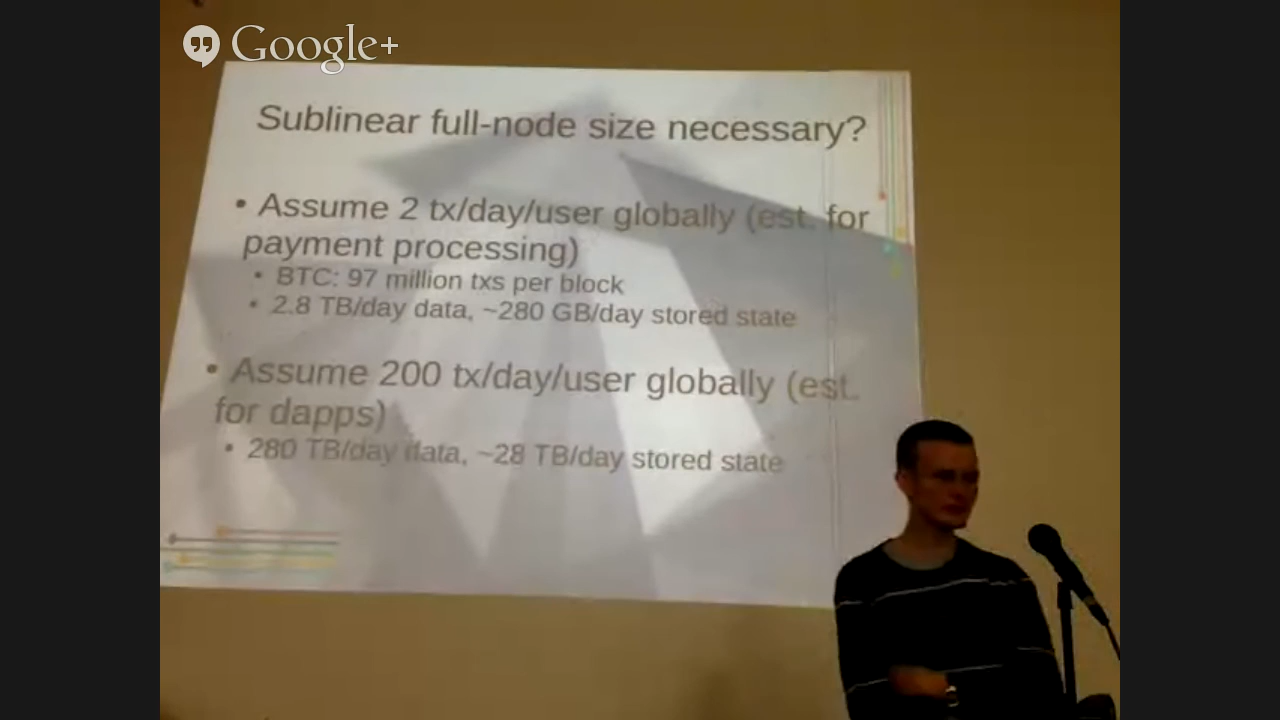 Google+
Sublinear full-node size necessary?
• Assume 2 tx/day/user globally (est. for
payment processing)
• BTC: 97 million txs per block
• 2.8 TB/day data, ~280 GB/day stored state
• Assume 200 tx/day/user globally (est.
for dapps)
• 280 TB/day data, ~28 TB/day stored state